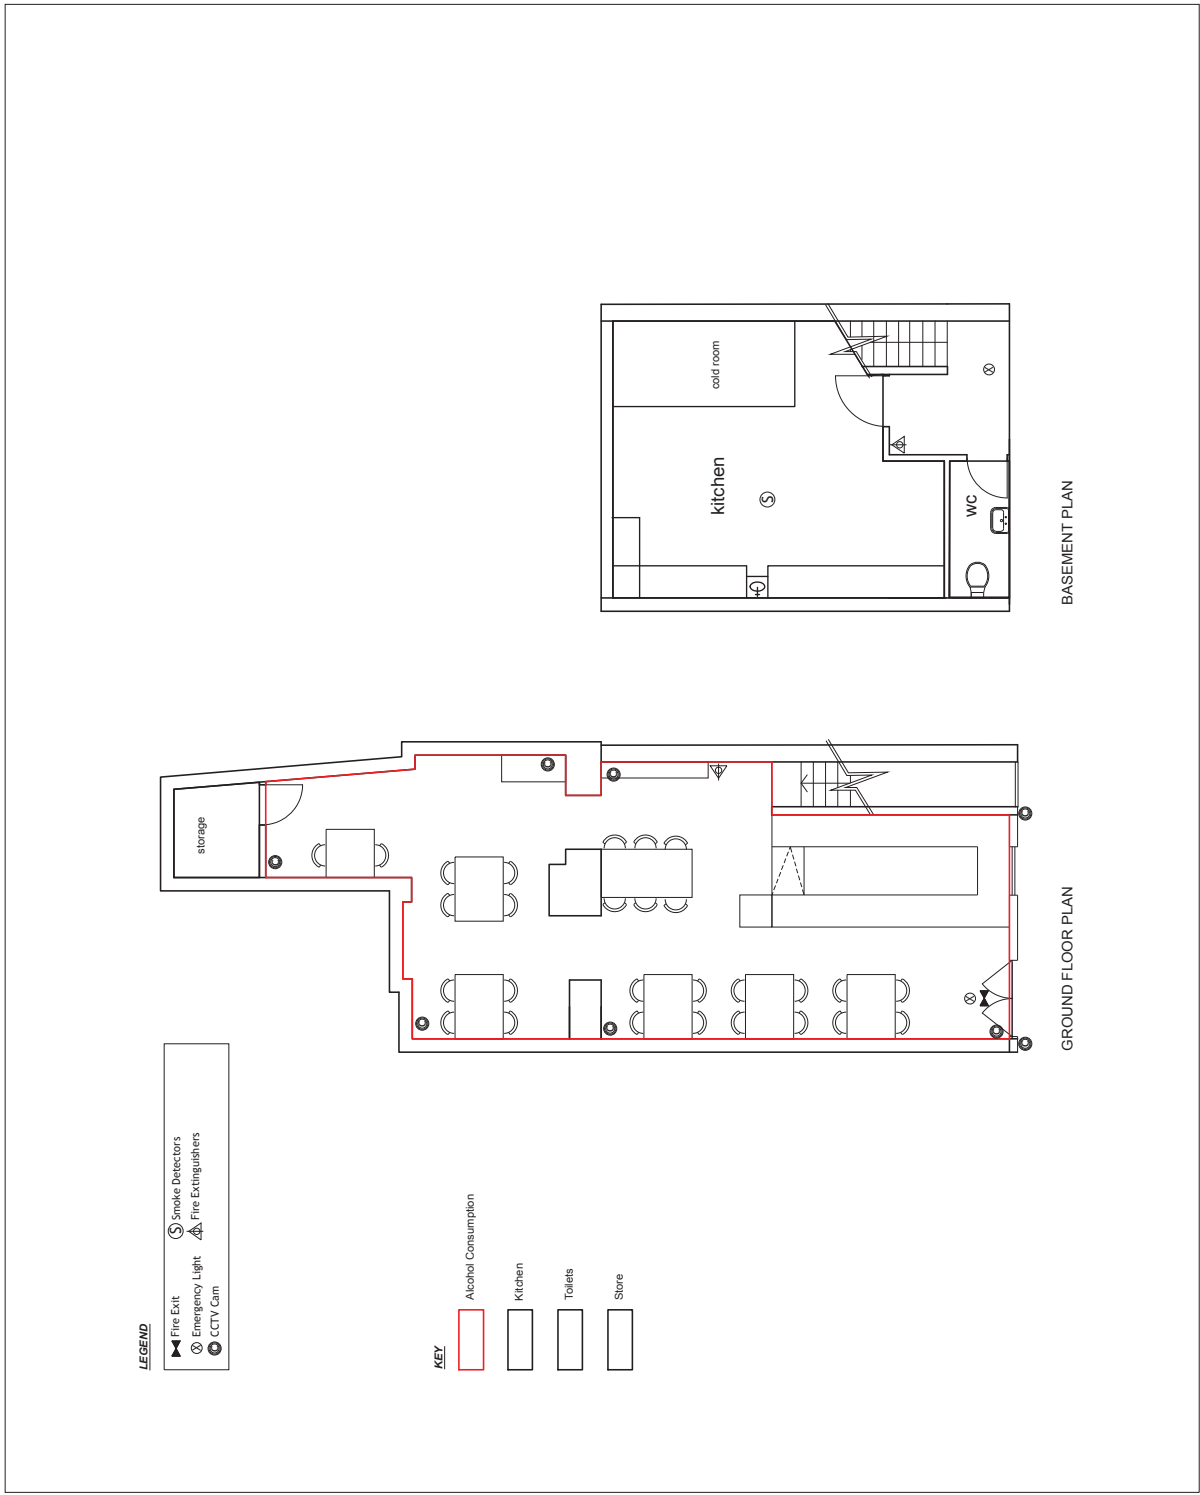 LEGEND
Fire Exit
Emergency Light
CCTV Cam
S Smoke Detectors
Fire Extinguishers
KEY
Alcohol Consumption
Kitchen
Toilets
Store
storage
GROUND FLOOR PLAN
cold room
kitchen
S
WC
BASEMENT PLAN